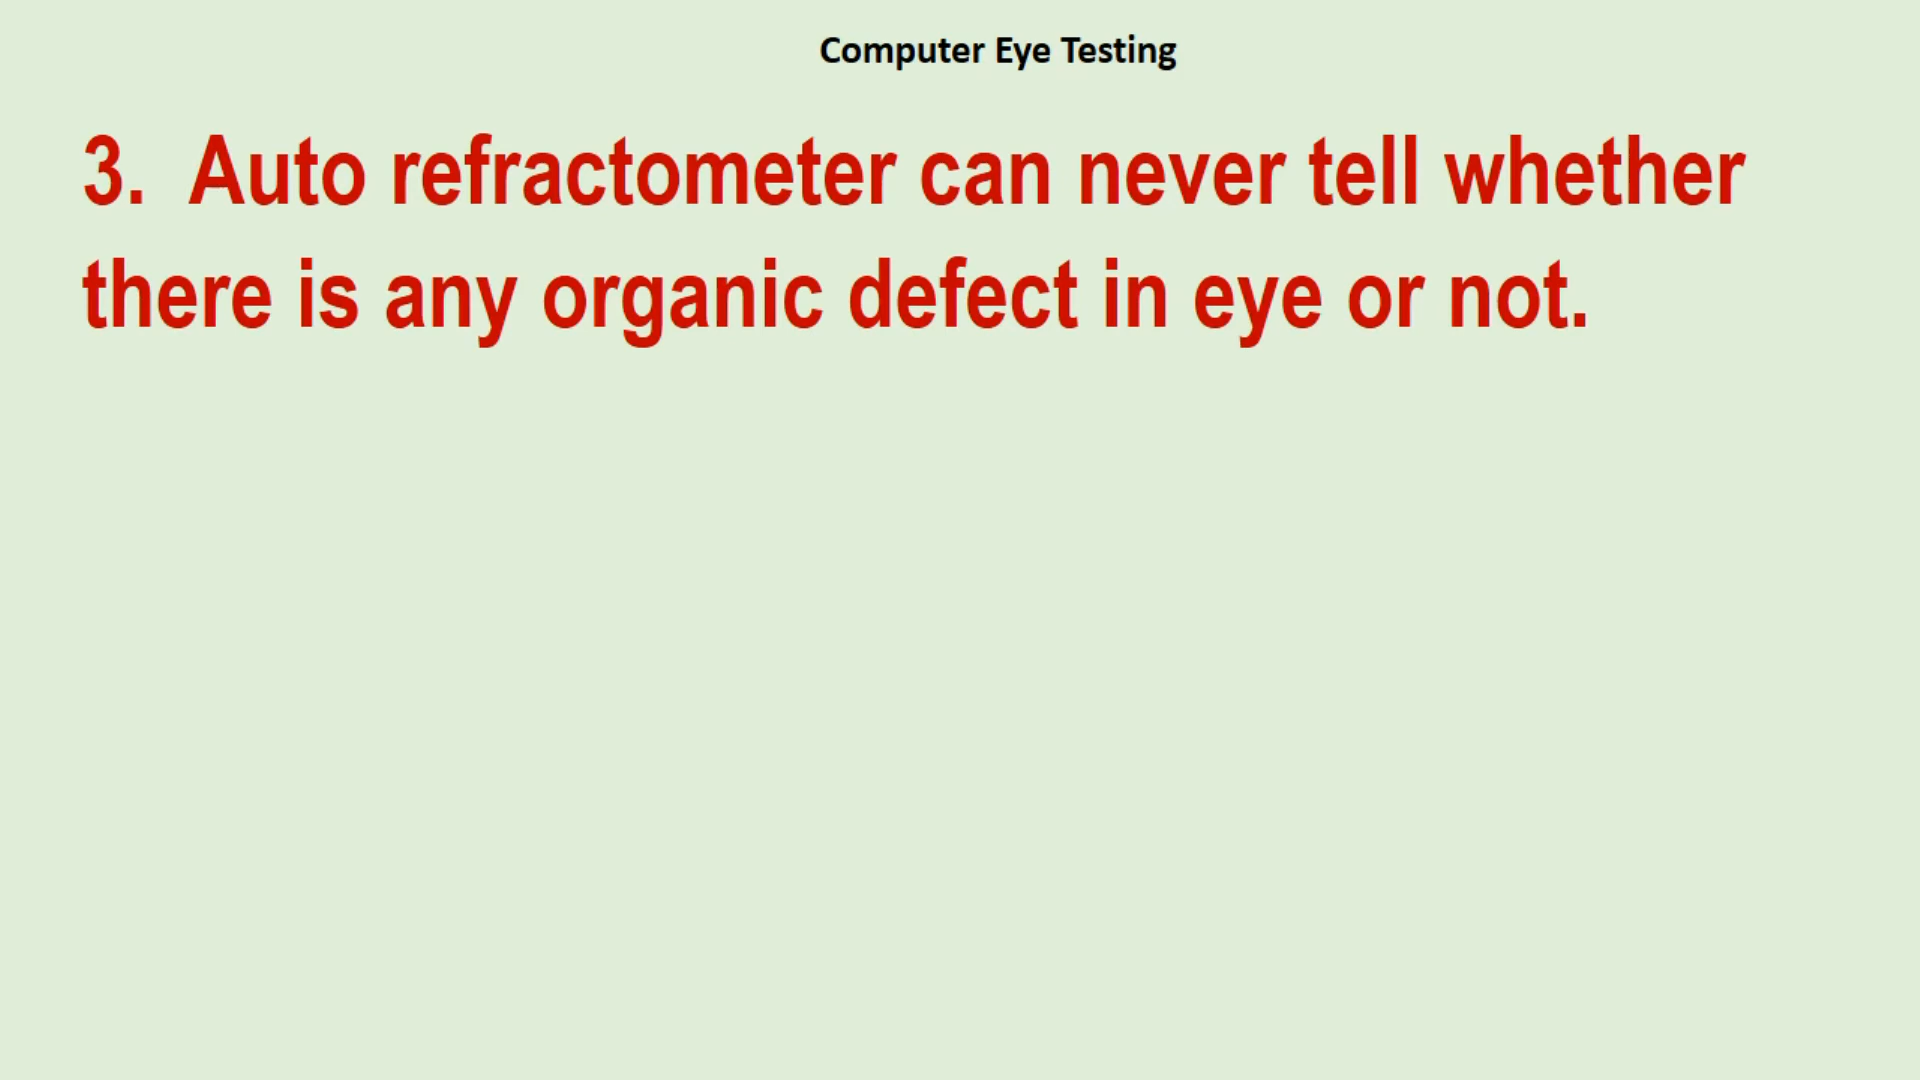 Computer Eye Testing
3. Auto refractometer can never tell whether
there is any organic defect in eye or not.